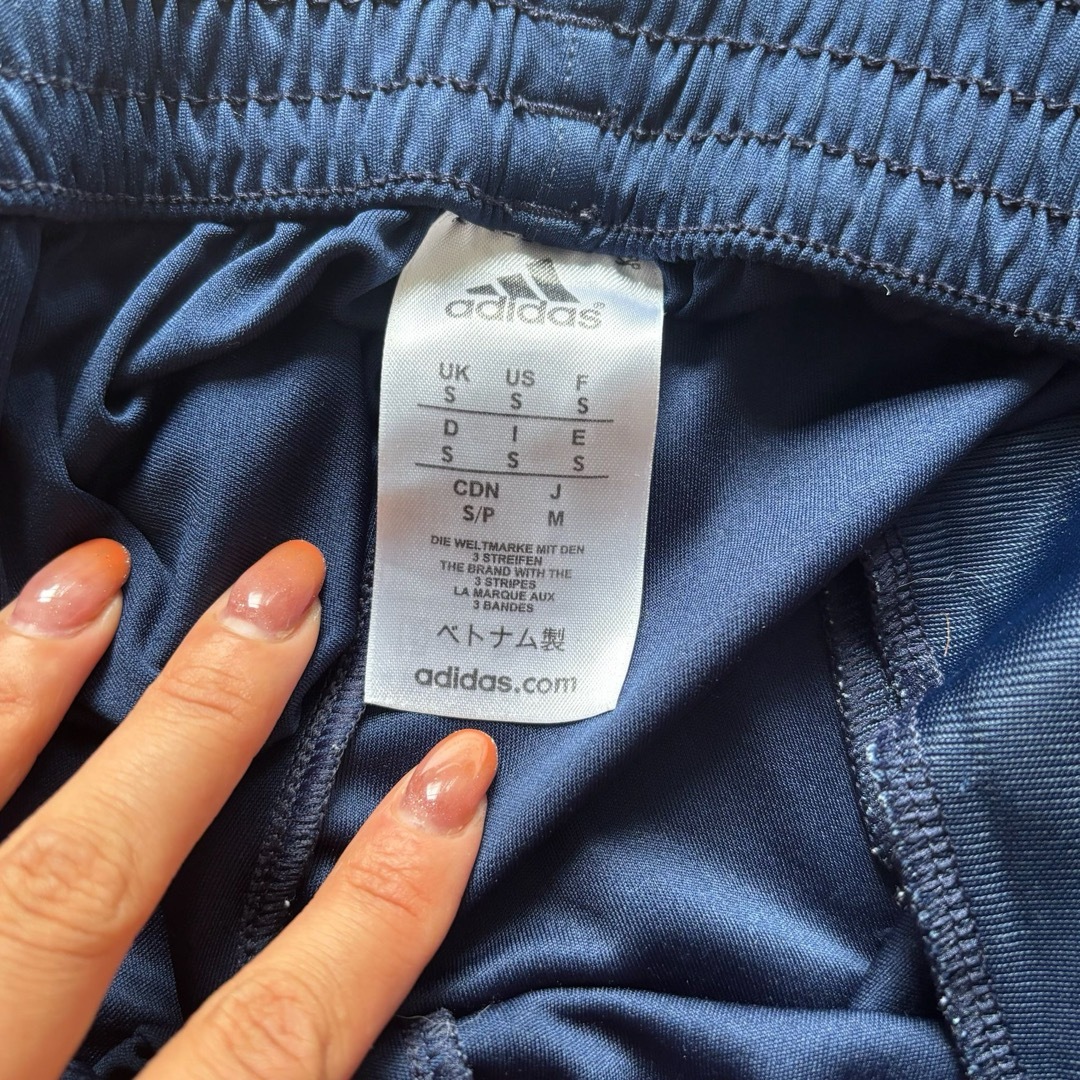 adidas®
UK US F
S S S
D I E
S S S
CDN J
S/P M
DIE WELTMARKE MIT DEN
3 STREIFEN
THE BRAND WITH THE
3 STRIPES
LA MARQUE AUX
3 BANDES
ベトナム製
adidas.com